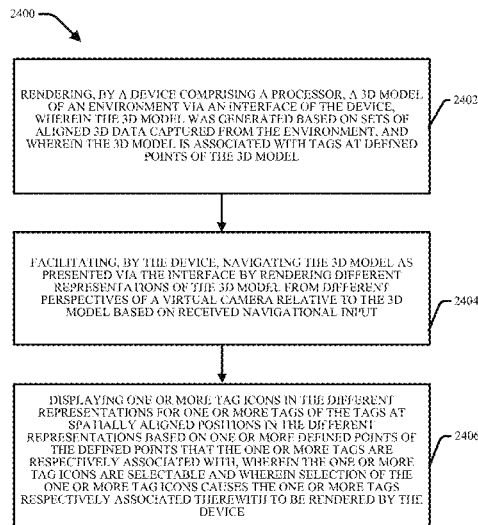 2400
RENDERING, BY A DEVICE COMPRISING A PROCESSOR, A 3D MODEL
OF AN ENVIRONMENT VIA AN INTERFACE OF THE DEVICE,
WHEREIN THE 3D MODEL WAS GENERATED BASED ON SETS OF
ALIGNED 3D DATA CAPTURED FROM THE ENVIRONMENT, AND
WHEREIN THE 3D MODEL IS ASSOCIATED WITH TAGS AT DEFINED
POINTS OF THE 3D MODEL
2402
FACILITATING, BY THE DEVICE, NAVIGATING THE 3D MODEL AS
PRESENTED VIA THE INTERFACE BY RENDERING DIFFERENT
REPRESENTATIONS OF THE 3D MODEL FROM DIFFERENT
PERSPECTIVES OF A VIRTUAL CAMERA RELATIVE TO THE 3D
MODEL BASED ON RECEIVED NAVIGATIONAL INPUT
2404
DISPLAYING ONE OR MORE TAG ICONS IN THE DIFFERENT
REPRESENTATIONS FOR ONE OR MORE TAGS OF THE TAGS AT
SPATIALLY ALIGNED POSITIONS IN THE DIFFERENT
REPRESENTATIONS BASED ON ONE OR MORE DEFINED POINTS OF
THE DEFINED POINTS THAT THE ONE OR MORE TAGS ARE
RESPECTIVELY ASSOCIATED WITH, WHEREIN THE ONE OR MORE
TAG ICONS ARE SELECTABLE AND WHEREIN SELECTION OF THE
ONE OR MORE TAG ICONS CAUSES THE ONE OR MORE TAGS
RESPECTIVELY ASSOCIATED THEREWITH TO BE RENDERED BY THE
DEVICE
2406